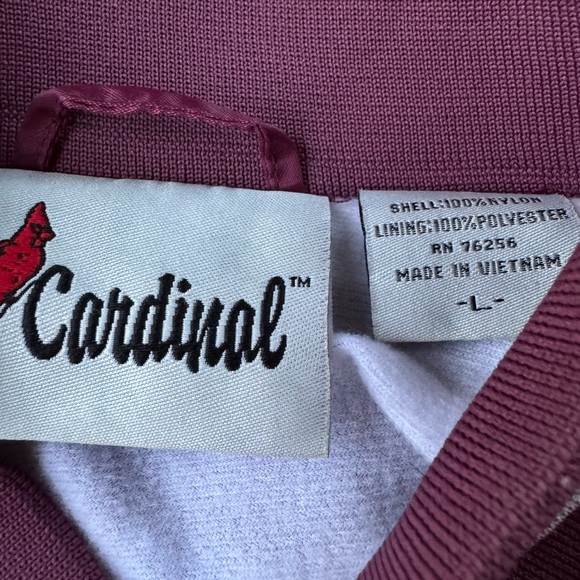 Cardinal™
SHELL:100%NYLON
LINING:100%POLYESTER
RN 76256
MADE IN VIETNAM
-L-